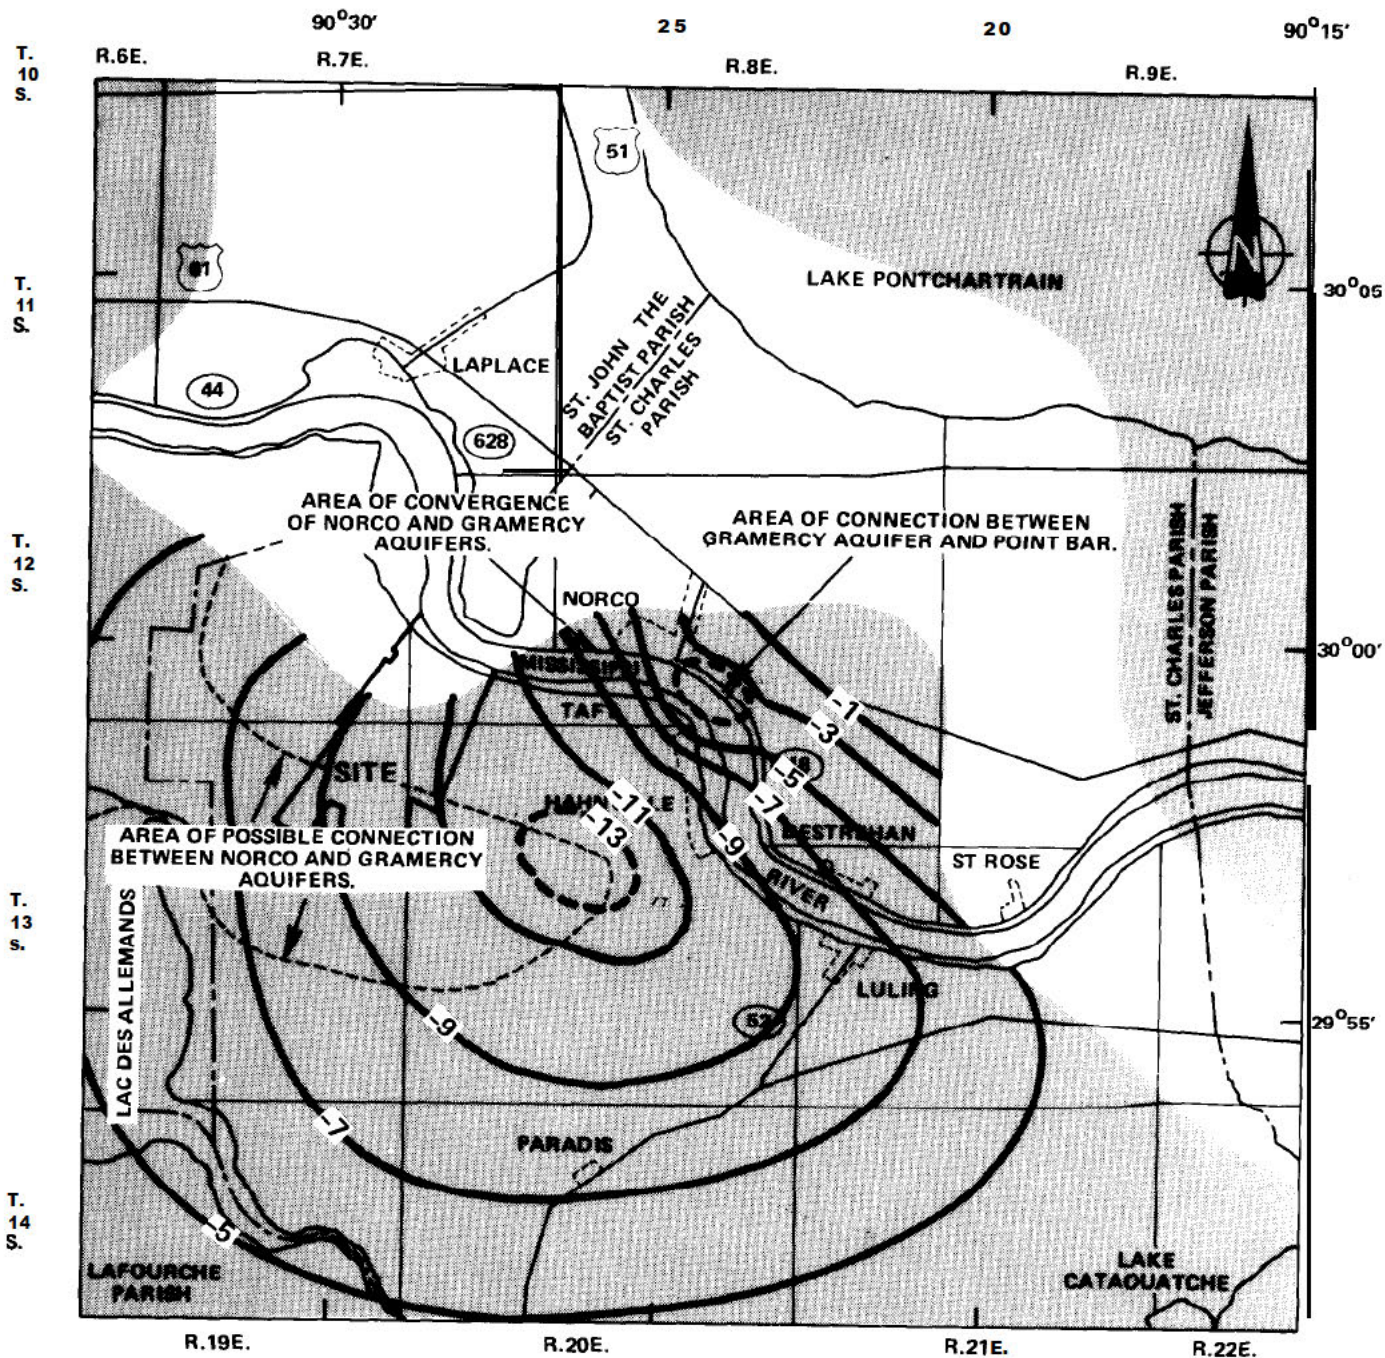 90°30'
25
20
90°15'
T.
10
S.
R.6E.
R.7E.
R.8E.
R.9E.
51
N
T.
11
S.
LAKE PONTCHARTRAIN
30°05
ST. JOHN THE
BAPTIST PARISH
ST. CHARLES
PARISH
LAPLACE
44
628
AREA OF CONVERGENCE
OF NORCO AND GRAMERCY
AQUIFERS.
AREA OF CONNECTION BETWEEN
GRAMERCY AQUIFER AND POINT BAR.
ST. CHARLES PARISH
JEFFERSON PARISH
T.
12
S.
NORCO
30°00'
MISSISSIPPI
TAFT
-1
-3
SITE
-5
-7
-11
-13
-9
DESTREHAN
AREA OF POSSIBLE CONNECTION
BETWEEN NORCO AND GRAMERCY
AQUIFERS.
ST ROSE
RIVER
T.
13
s.
LAC DES ALLEMANDS
LULING
52
-9
29°55'
-7
PARADIS
T.
14
S.
-5
LAFOURCHE
PARISH
LAKE
CATAOUATCHE
R.19E.
R.20E.
R.21E.
R.22E.